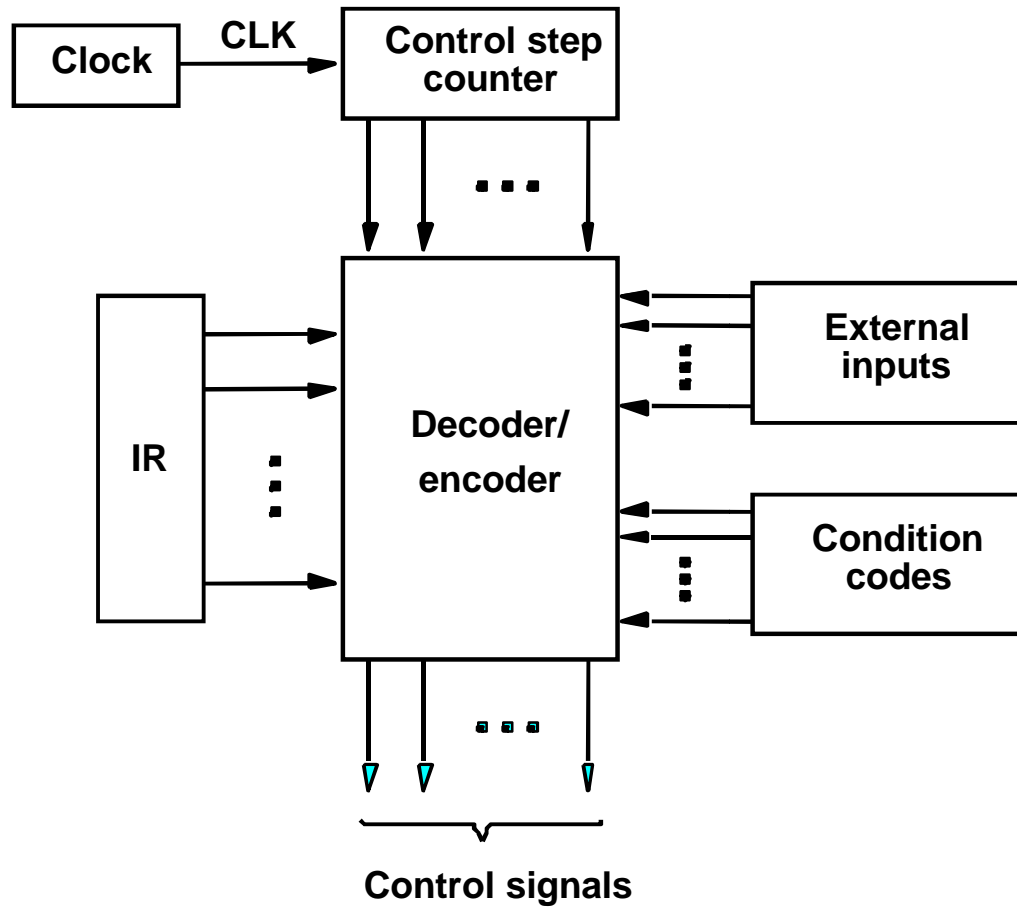 Clock
CLK
Control step
counter
IR
Decoder/
encoder
External
inputs
Condition
codes
Control signals